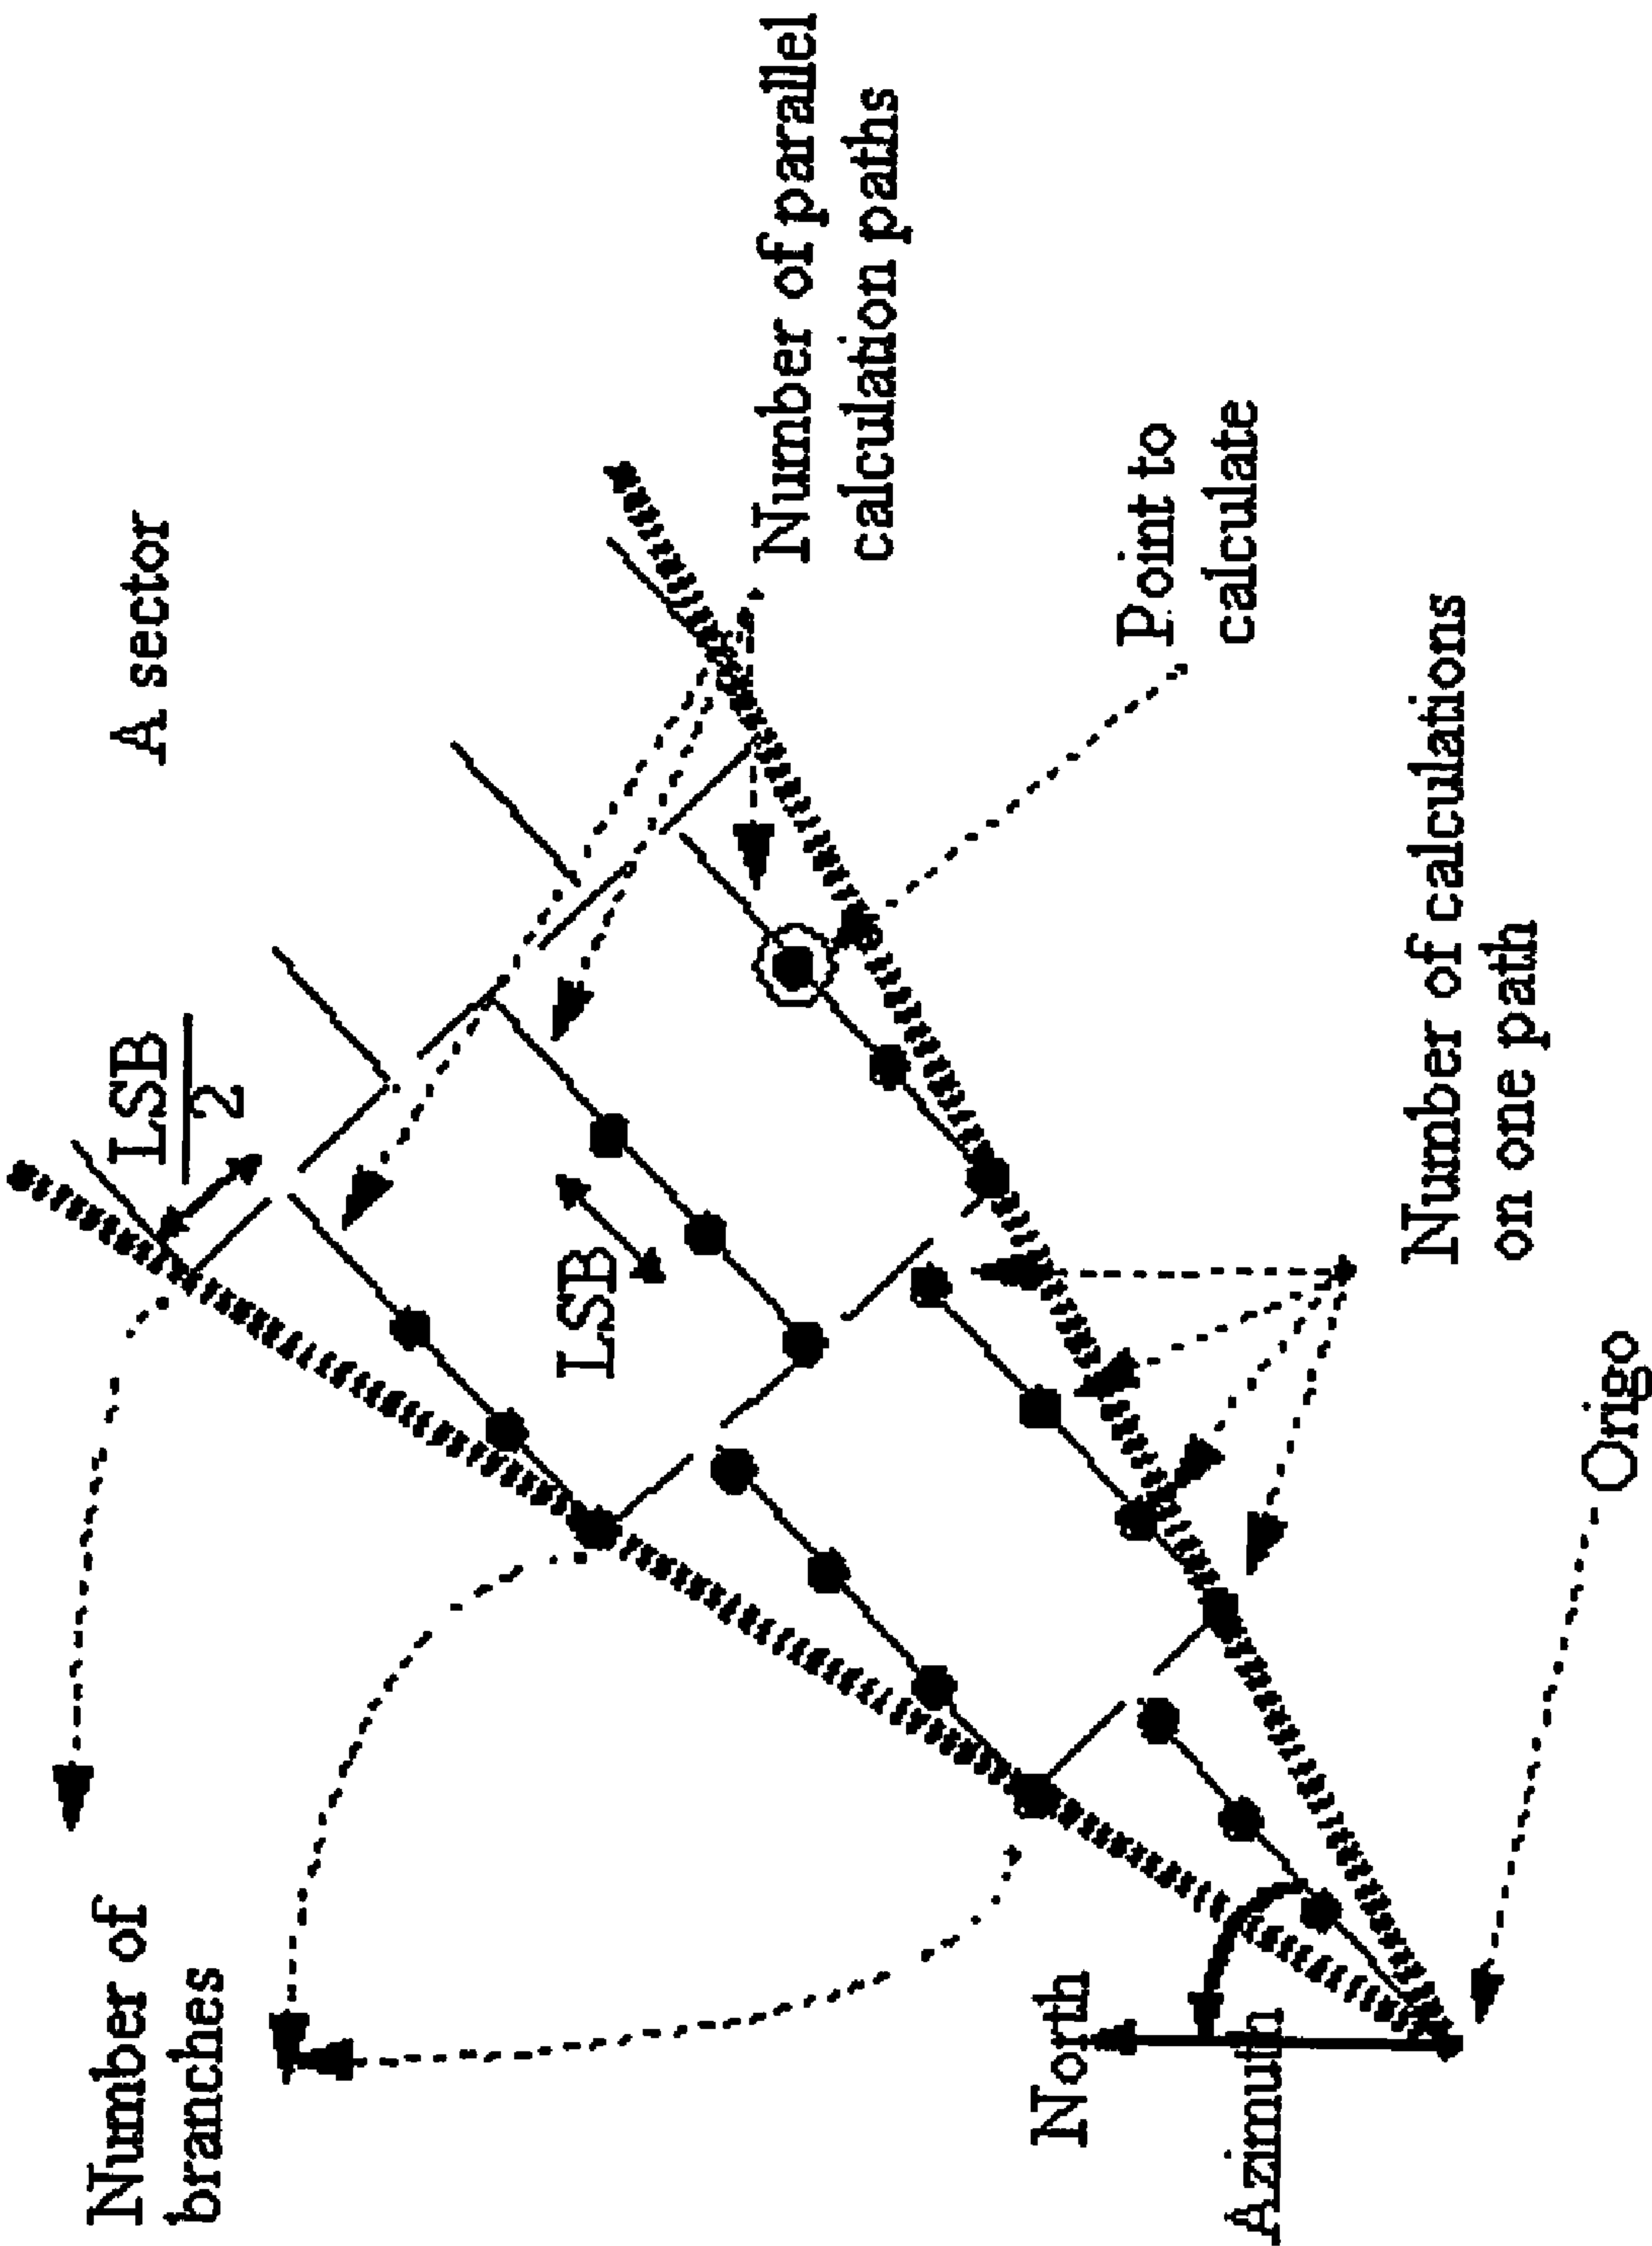 Number of
branches
LSB
2
A sector
LSB
Number of parallel
calculation paths
North
Azimuth
Point to
calculate
Number of calculations
on one path
Origo